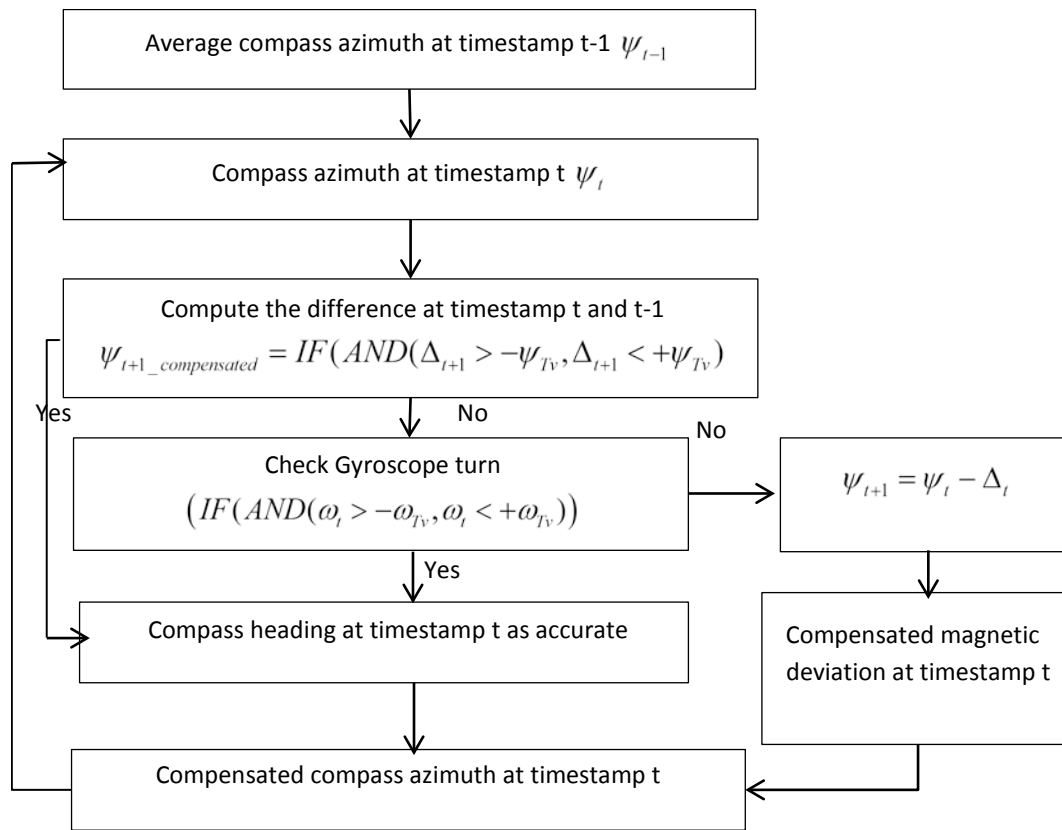 Average compass azimuth at timestamp t-1 ψ_{t−1}
Compass azimuth at timestamp t ψ_t
Compute the difference at timestamp t and t-1
ψ_{t+1_compensated} = IF(AND(Δ_{t+1} > −ψ_{Tv}, Δ_{t+1} < +ψ_{Tv})
Yes
No
No
Check Gyroscope turn
(IF(AND(ω_t > −ω_{Tv}, ω_t < +ω_{Tv}))
ψ_{t+1} = ψ_t − Δ_t
Yes
Compass heading at timestamp t as accurate
Compensated magnetic
deviation at timestamp t
Compensated compass azimuth at timestamp t